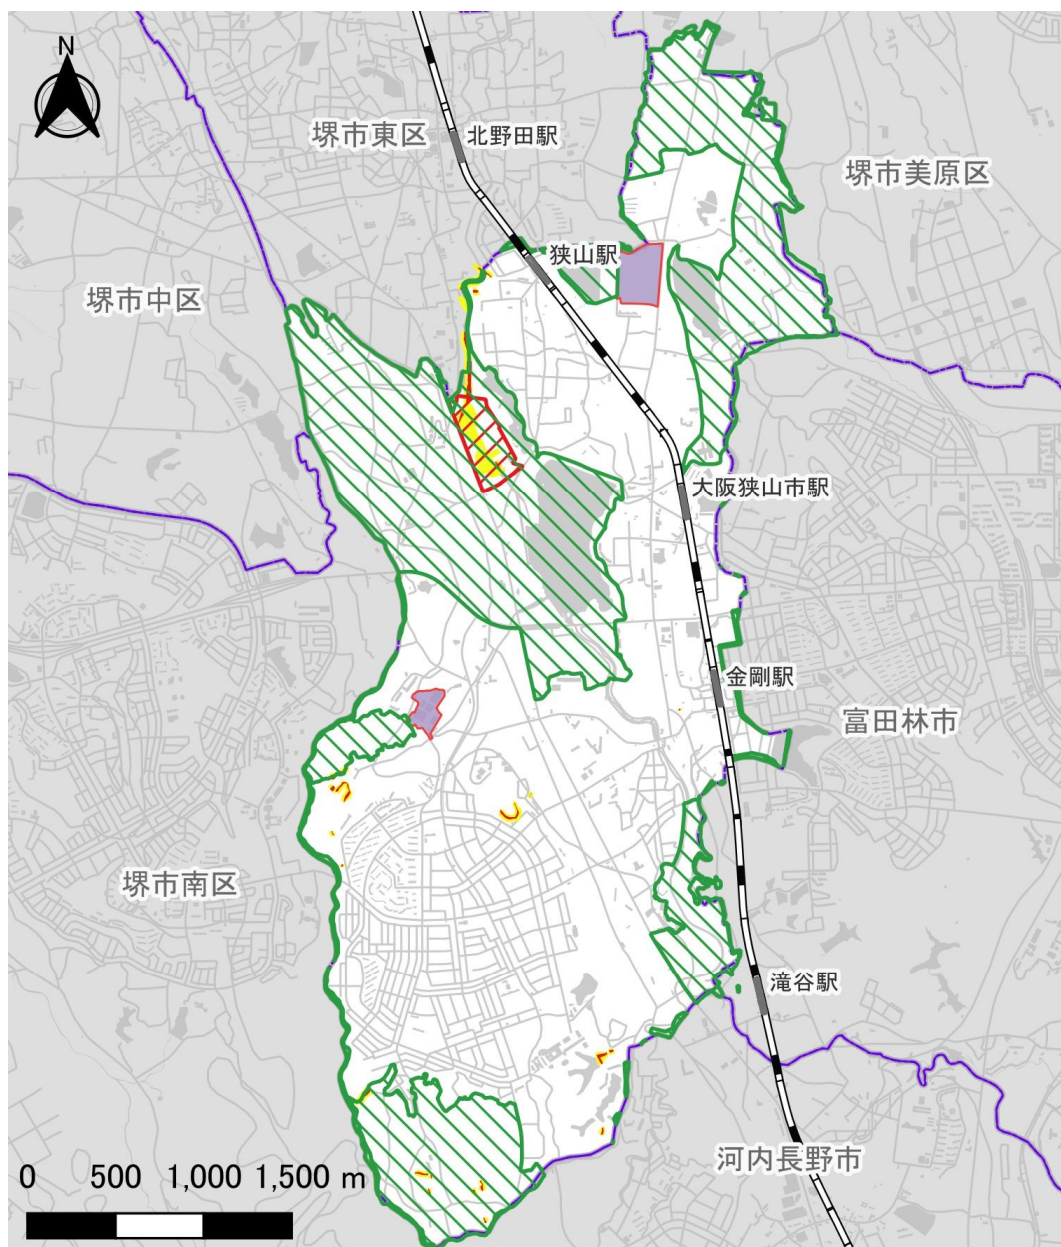 N
堺市東区
北野田駅
堺市美原区
狭山駅
堺市中区
大阪狭山市駅
金剛駅
富田林市
堺市南区
滝谷駅
河内長野市
0 500 1,000 1,500 m